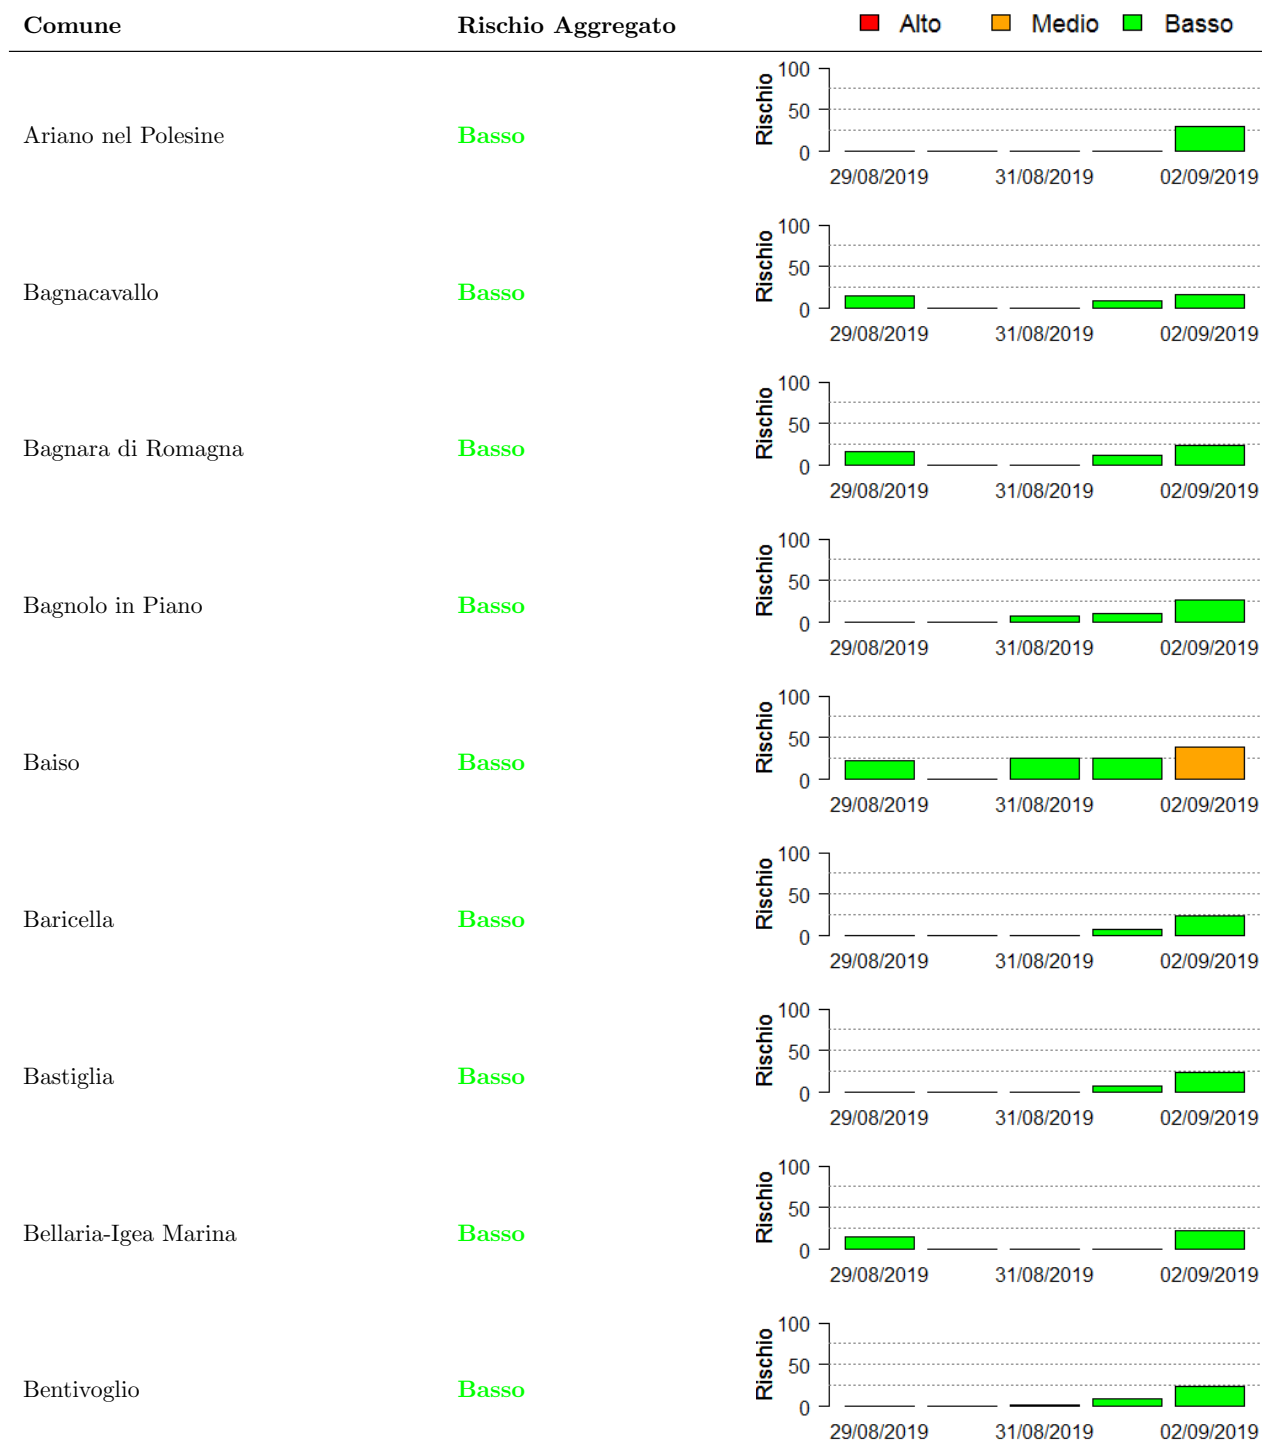 Comune Rischio Aggregato Alto Medio Basso
100
50
0
Rischio
Ariano nel Polesine Basso
29/08/2019 31/08/2019 02/09/2019
100
50
0
Rischio
Bagnacavallo Basso
29/08/2019 31/08/2019 02/09/2019
100
50
0
Rischio
Bagnara di Romagna Basso
29/08/2019 31/08/2019 02/09/2019
100
50
0
Rischio
Bagnolo in Piano Basso
29/08/2019 31/08/2019 02/09/2019
100
50
0
Rischio
Baiso Basso
29/08/2019 31/08/2019 02/09/2019
100
50
0
Rischio
Baricella Basso
29/08/2019 31/08/2019 02/09/2019
100
50
0
Rischio
Bastiglia Basso
29/08/2019 31/08/2019 02/09/2019
100
50
0
Rischio
Bellaria-Igea Marina Basso
29/08/2019 31/08/2019 02/09/2019
100
50
0
Rischio
Bentivoglio Basso
29/08/2019 31/08/2019 02/09/2019